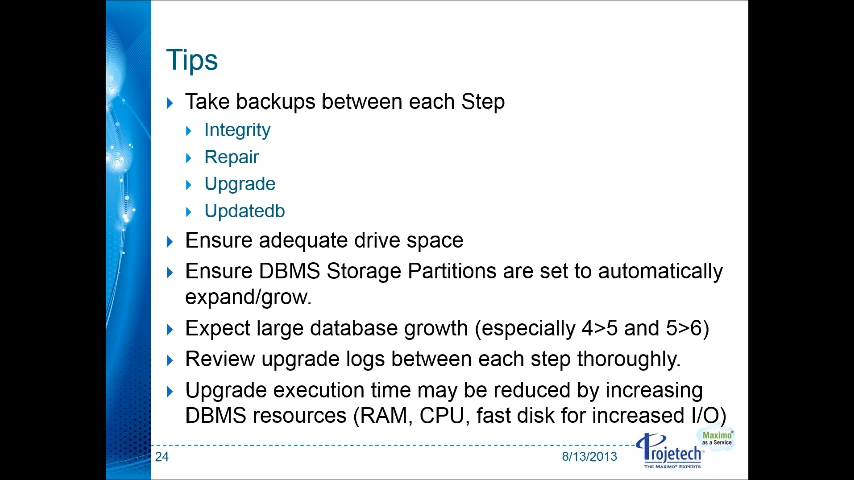 Tips
Take backups between each Step
Integrity
Repair
Upgrade
Updatedb
Ensure adequate drive space
Ensure DBMS Storage Partitions are set to automatically
expand/grow.
Expect large database growth (especially 4>5 and 5>6)
Review upgrade logs between each step thoroughly.
Upgrade execution time may be reduced by increasing
DBMS resources (RAM, CPU, fast disk for increased I/O)
24
8/13/2013
Projetech
THE MAXIMO EXPERTS
Maximo
as a Service